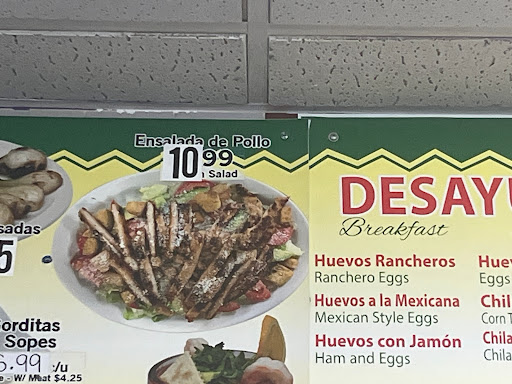 Ensalada de Pollo
10.99
Salad
sadas
5
Gorditas
Sopes
6.99 c/u
- W/ Meat $4.25
DESAYU
Breakfast
Huevos Rancheros
Ranchero Eggs
Huevos a la Mexicana
Mexican Style Eggs
Huevos con Jamón
Ham and Eggs
Huev
Eggs
Chil
Corn T
Chila
Chila